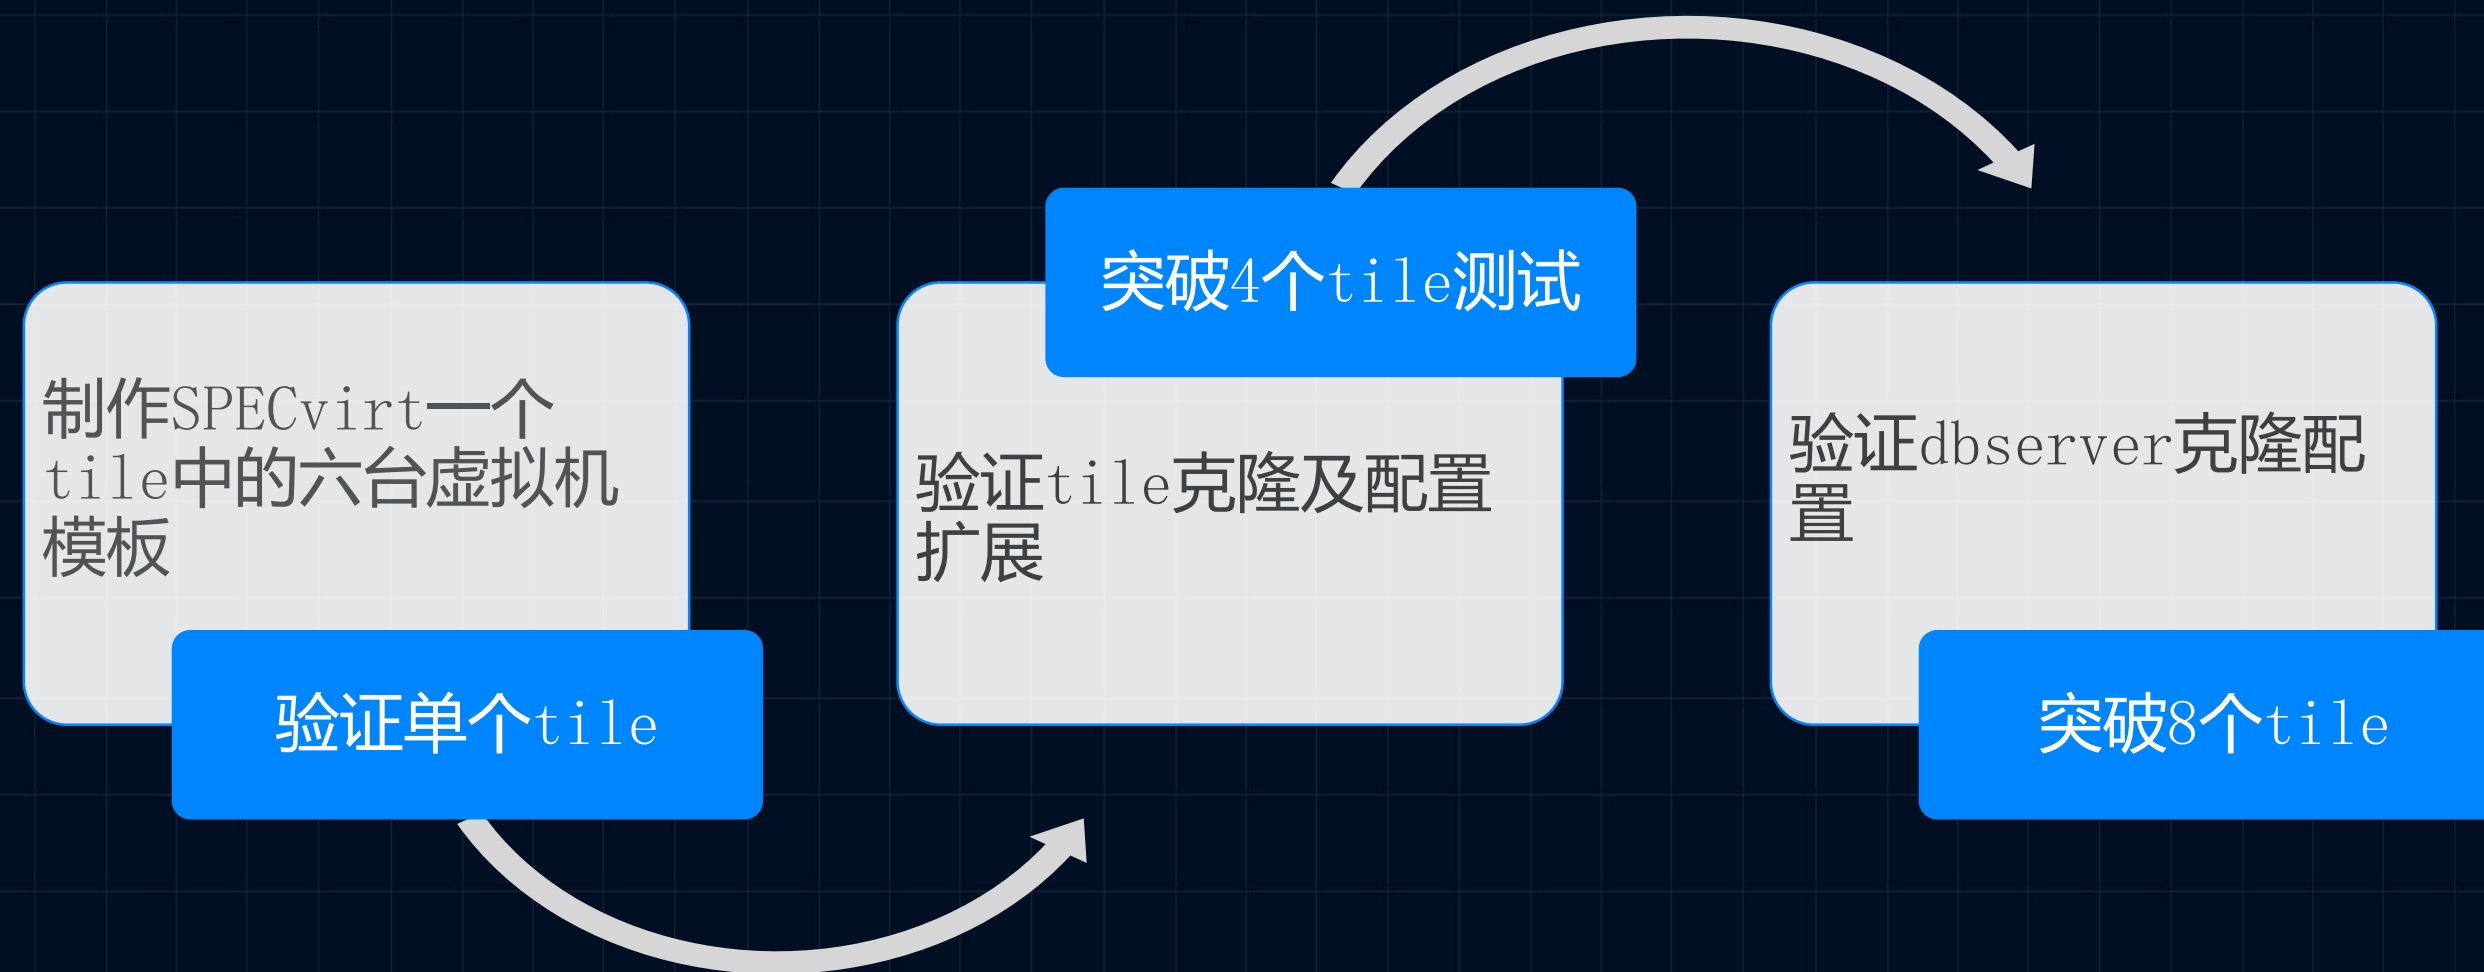 制作SPECvirt一个
tile中的六台虚拟机
模板
验证单个tile
突破4个tile测试
验证tile克隆及配置
扩展
验证dbserver克隆配
置
突破8个tile